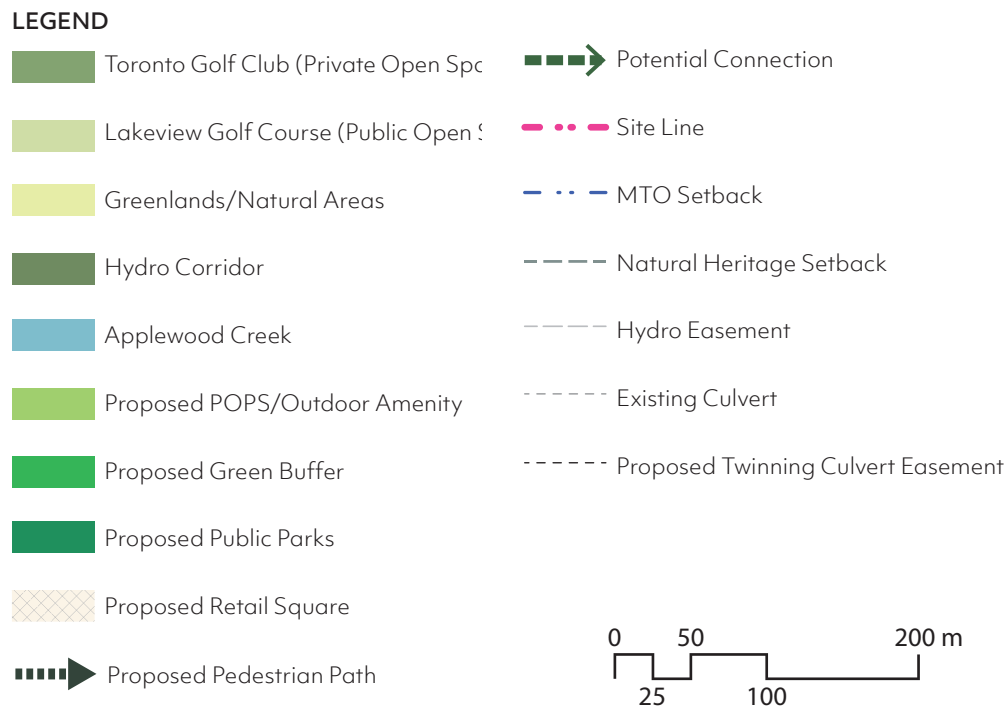 LEGEND
Toronto Golf Club (Private Open Spc
Lakeview Golf Course (Public Open S
Greenlands/Natural Areas
Hydro Corridor
Applewood Creek
Proposed POPS/Outdoor Amenity
Proposed Green Buffer
Proposed Public Parks
Proposed Retail Square
Proposed Pedestrian Path
Potential Connection
Site Line
MTO Setback
Natural Heritage Setback
Hydro Easement
Existing Culvert
Proposed Twinning Culvert Easement
0 50 200 m
25 100